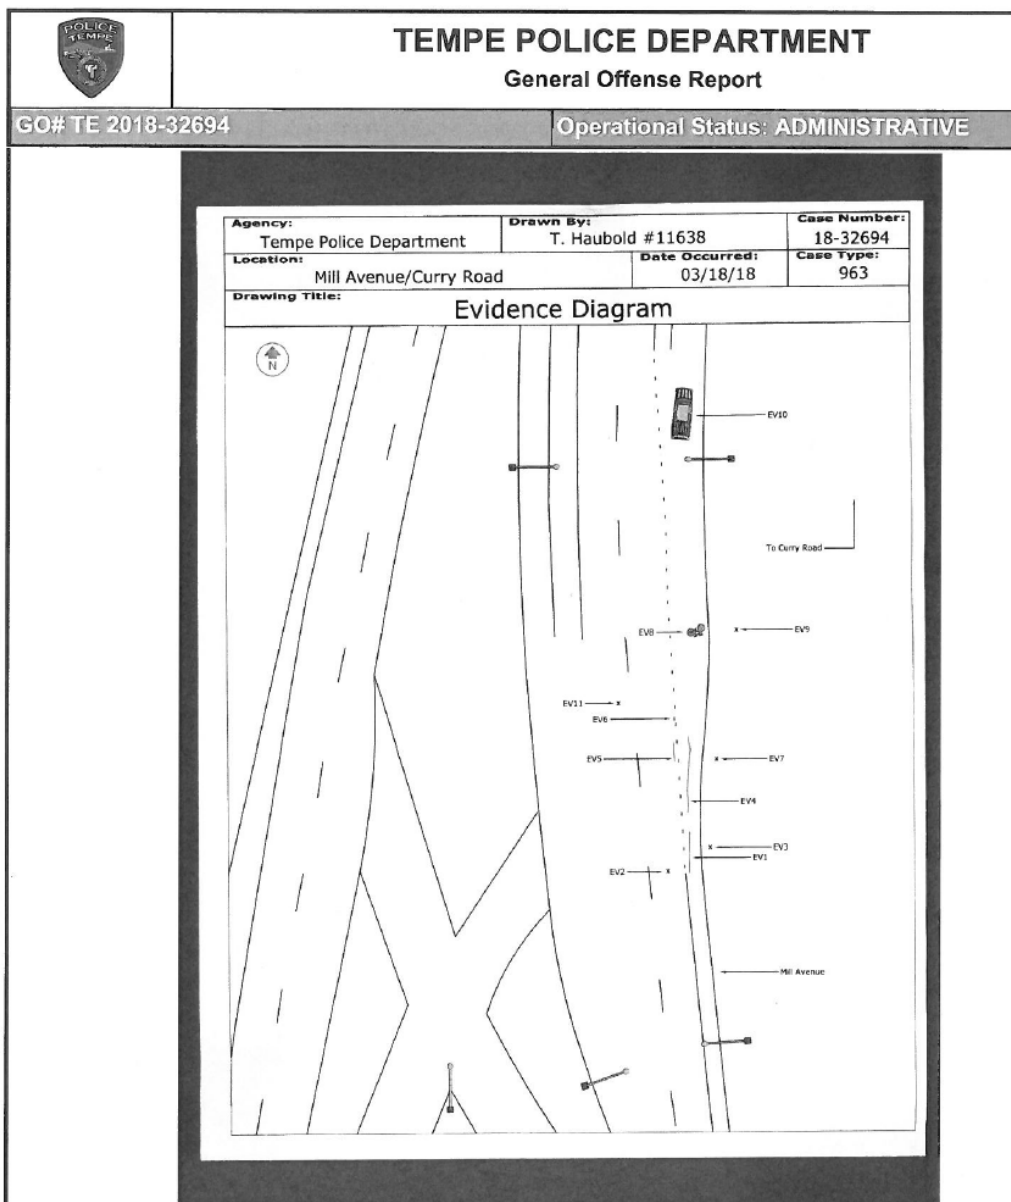 POLICE
TEMPE
TEMPE POLICE DEPARTMENT
General Offense Report
GO# TE 2018-32694
Operational Status: ADMINISTRATIVE
Agency:
Tempe Police Department
Drawn By:
T. Haubold #11638
Case Number:
18-32694
Location:
Mill Avenue/Curry Road
Date Occurred:
03/18/18
Case Type:
963
Drawing Title:
Evidence Diagram
N
EV10
To Curry Road
EV8
EV9
EV11
EV6
EV5
EV7
EV4
EV3
EV1
EV2
Mill Avenue